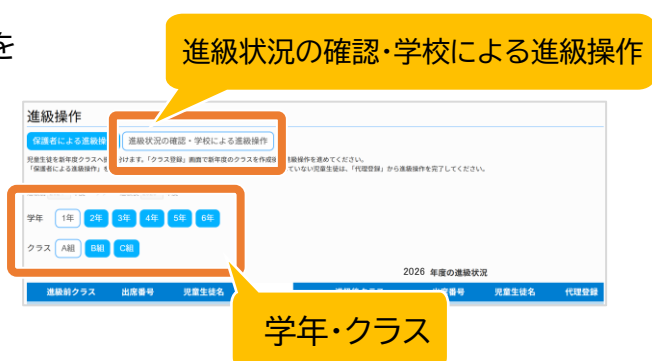 を
進級状況の確認・学校による進級操作
進級操作
保護者による進級操 進級状況の確認・学校による進級操作
児童生徒を新年度クラスへ 付けます。「クラス登録」画面で新年度のクラスを作成 級操作を進めてください。
「保護者による進級操作」を ていない児童生徒は、「代理登録」から進級操作を完了してください。
学年 1年 2年 3年 4年 5年 6年
クラス A組 B組 C組
2026 年度の進級状況
進級前クラス 出席番号 児童生徒名 席番号 児童生徒名 代理登録
学年・クラス